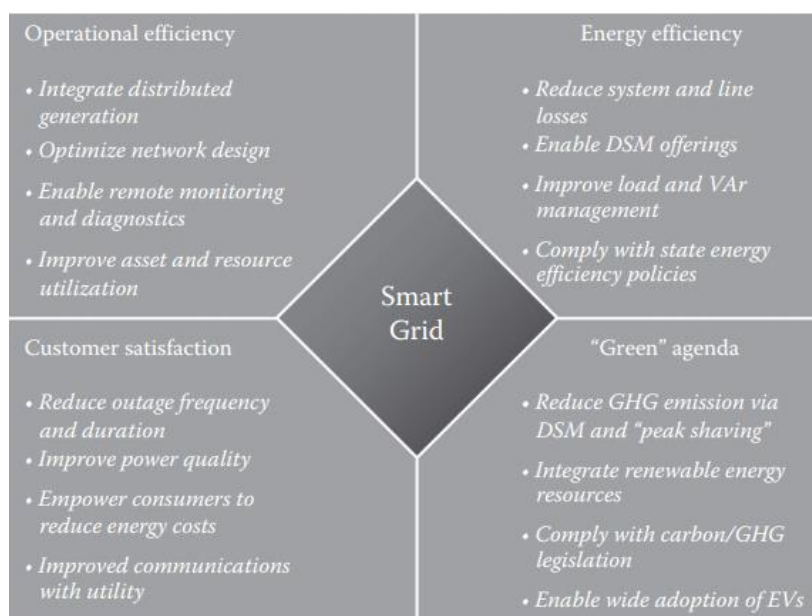 Operational efficiency
• Integrate distributed
generation
• Optimize network design
• Enable remote monitoring
and diagnostics
• Improve asset and resource
utilization
Energy efficiency
• Reduce system and line
losses
• Enable DSM offerings
• Improve load and VAr
management
• Comply with state energy
efficiency policies
Smart
Grid
Customer satisfaction
• Reduce outage frequency
and duration
• Improve power quality
• Empower consumers to
reduce energy costs
• Improved communications
with utility
“Green” agenda
• Reduce GHG emission via
DSM and “peak shaving”
• Integrate renewable energy
resources
• Comply with carbon/GHG
legislation
• Enable wide adoption of EVs